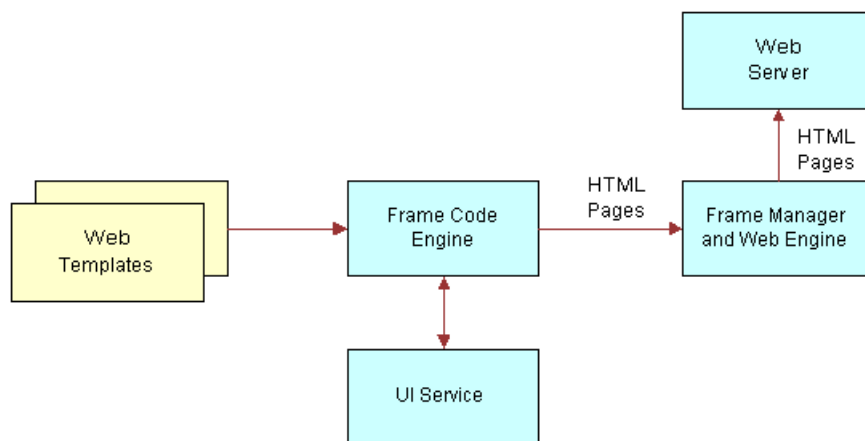 Web
Server
HTML
Pages
HTML
Pages
Frame Code
Engine
Frame Manager
and Web Engine
Web
Templates
UI Service